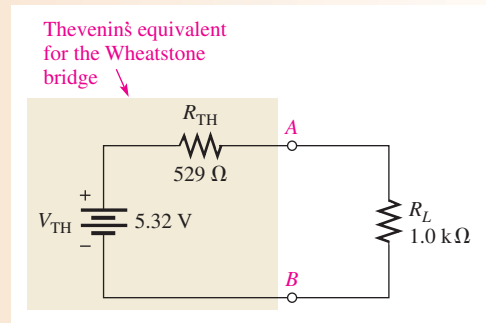 Thevenin's equivalent
for the Wheatstone
bridge
RTH
A
529 Ω
+
VTH
5.32 V
−
RL
1.0 kΩ
B